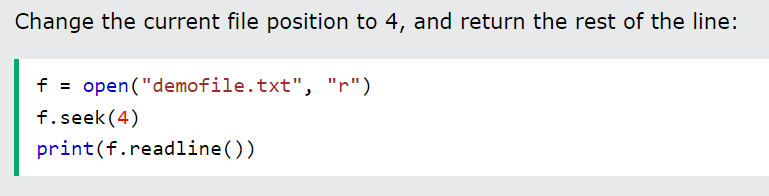 Change the current file position to 4, and return the rest of the line:
f = open("demofile.txt", "r")
f.seek(4)
print(f.readline())